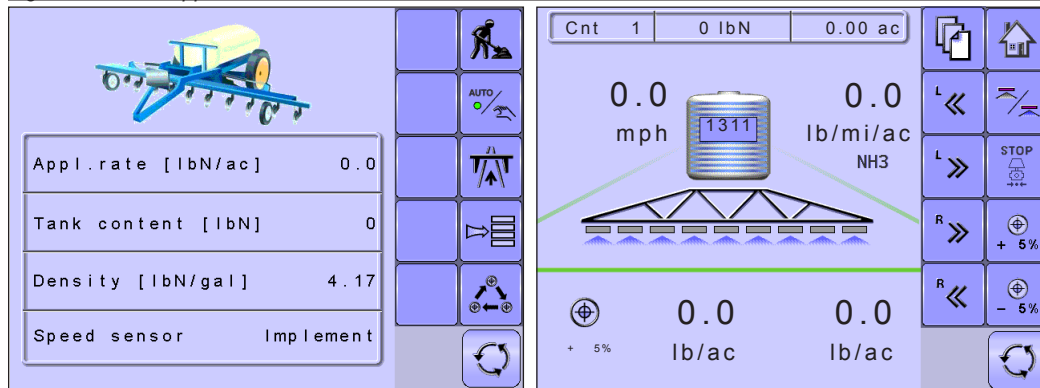 AUTO
Appl.rate [lbN/ac] 0.0
Tank content [lbN] 0
Density [lbN/gal] 4.17
Speed sensor Implement
Cnt 1 0 lbN 0.00 ac
0.0 0.0
mph 1311 lb/mi/ac
NH3
L
L STOP
R + 5%
R - 5%
0.0 0.0
+ 5% lb/ac lb/ac